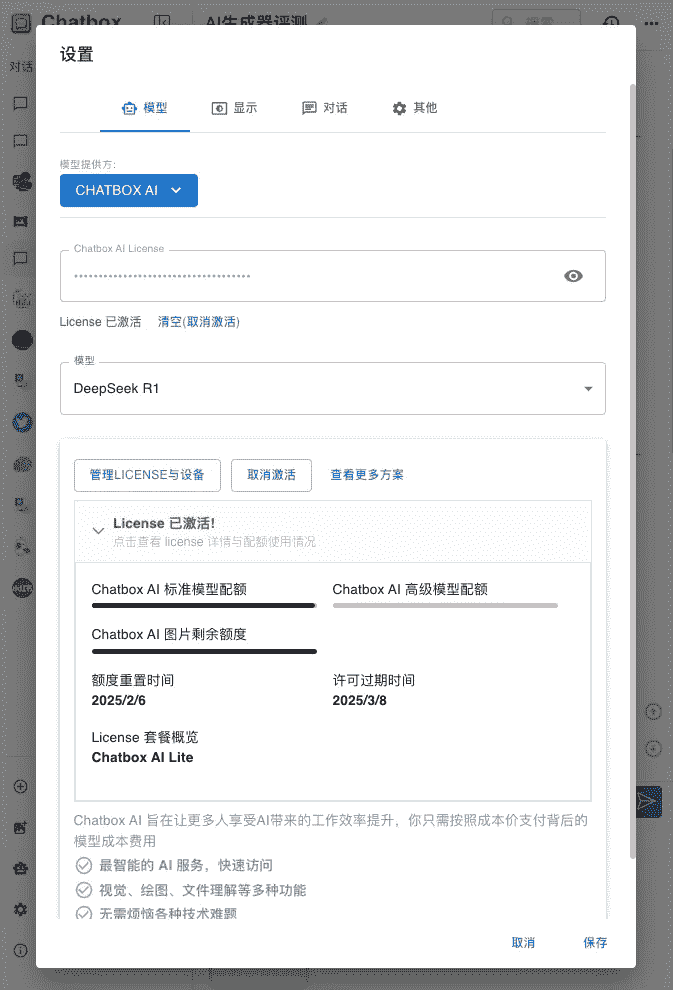 Chatbox
AI生成器评测
搜索
对话
设置
模型
显示
对话
其他
模型提供方:
CHATBOX AI
Chatbox AI License
License 已激活 清空(取消激活)
模型
DeepSeek R1
管理LICENSE与设备 取消激活 查看更多方案
License 已激活!
点击查看 license 详情与配额使用情况
Chatbox AI 标准模型配额 Chatbox AI 高级模型配额
Chatbox AI 图片剩余额度
额度重置时间 许可过期时间
2025/2/6 2025/3/8
License 套餐概览
Chatbox AI Lite
Chatbox AI 旨在让更多人享受AI带来的工作效率提升，你只需按照成本价支付背后的
模型成本费用
最智能的 AI 服务，快速访问
视觉、绘图、文件理解等多种功能
无需烦恼各种技术难题
取消 保存